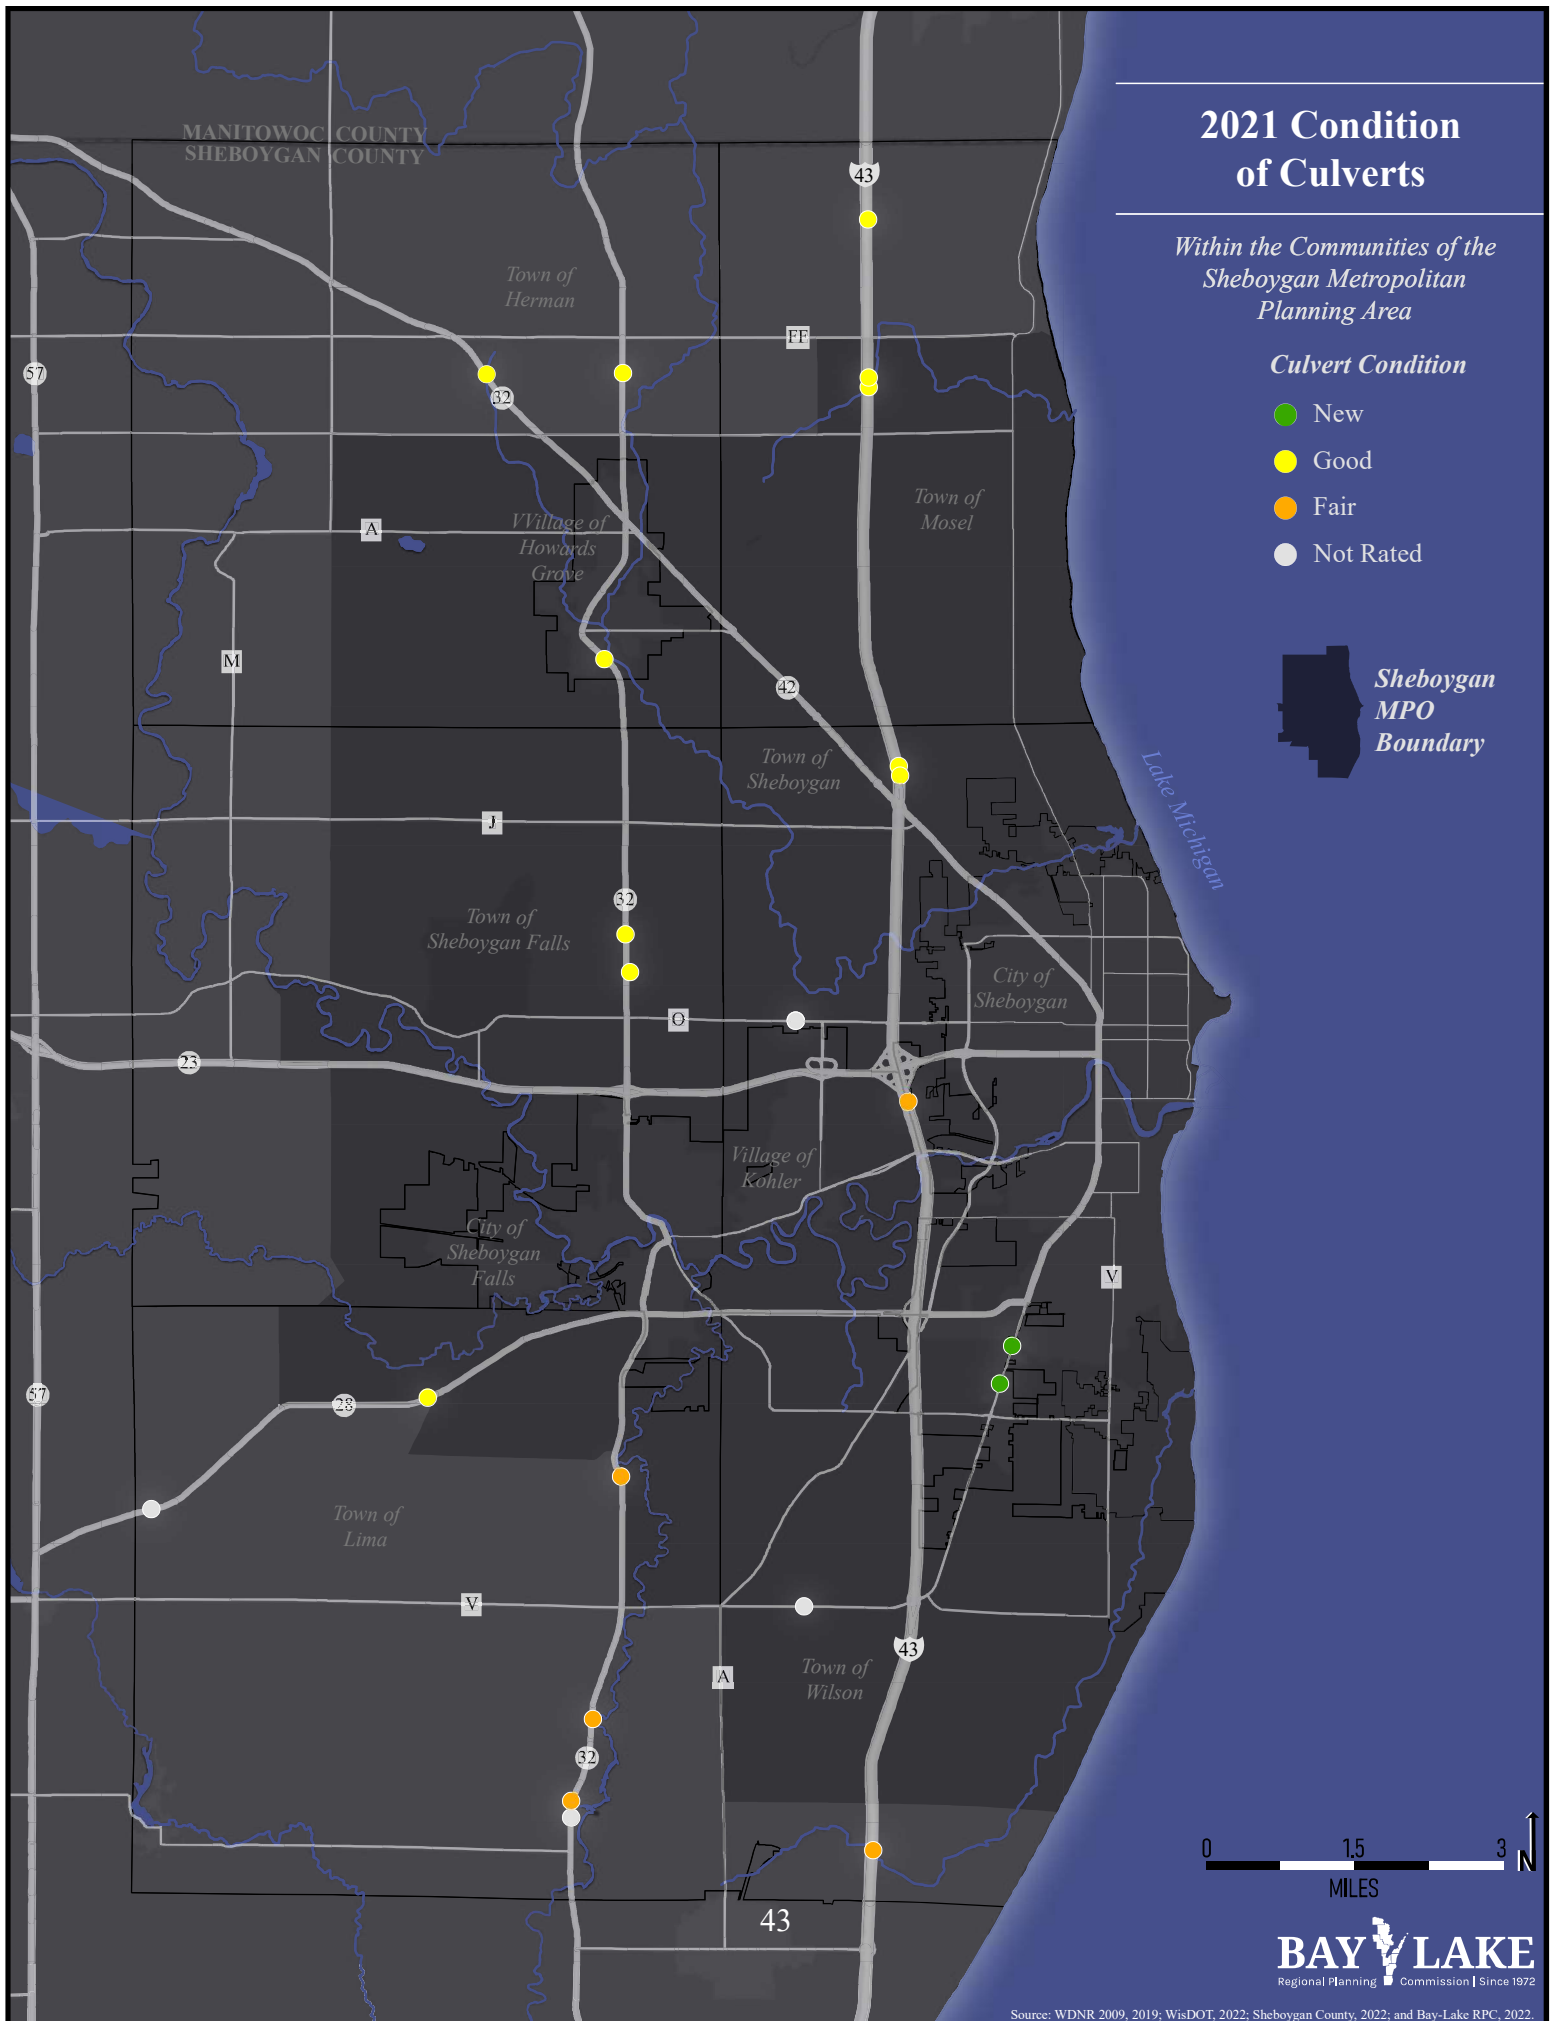 2021 Condition
of Culverts
Within the Communities of the
Sheboygan Metropolitan
Planning Area
Culvert Condition
New
Good
Fair
Not Rated
Sheboygan
MPO
Boundary
MANITOWOC COUNTY
SHEBOYGAN COUNTY
43
Town of
Herman
FF
57
32
Town of
Mosel
A
VVillage of
Howards
Grove
M
42
Town of
Sheboygan
Lake Michigan
J
32
Town of
Sheboygan Falls
City of
Sheboygan
O
23
Village of
Kohler
City of
Sheboygan
Falls
V
57
28
Town of
Lima
V
43
Town of
Wilson
A
32
43
0 1.5 3
MILES
N
BAY LAKE
Regional Planning Commission | Since 1972
Source: WDNR 2009, 2019; WisDOT, 2022; Sheboygan County, 2022; and Bay-Lake RPC, 2022.